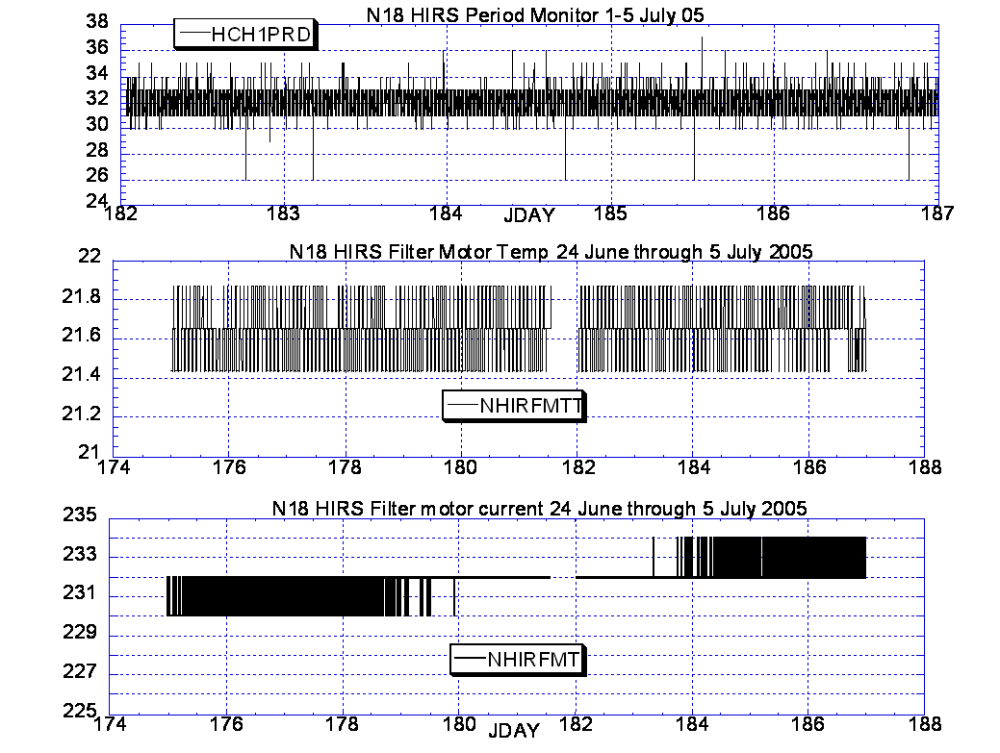 N18 HIRS Period Monitor 1-5 July 05
HCH1PRD
38
36
34
32
30
28
26
24
182 183 184 185 186 187
JDAY
N18 HIRS Filter Motor Temp 24 June through 5 July 2005
22
21.8
21.6
21.4
21.2
21
NHIRFMTT
174 176 178 180 182 184 186 188
N18 HIRS Filter motor current 24 June through 5 July 2005
235
233
231
229
227
225
NHIRFMT
174 176 178 180 182 184 186 188
JDAY